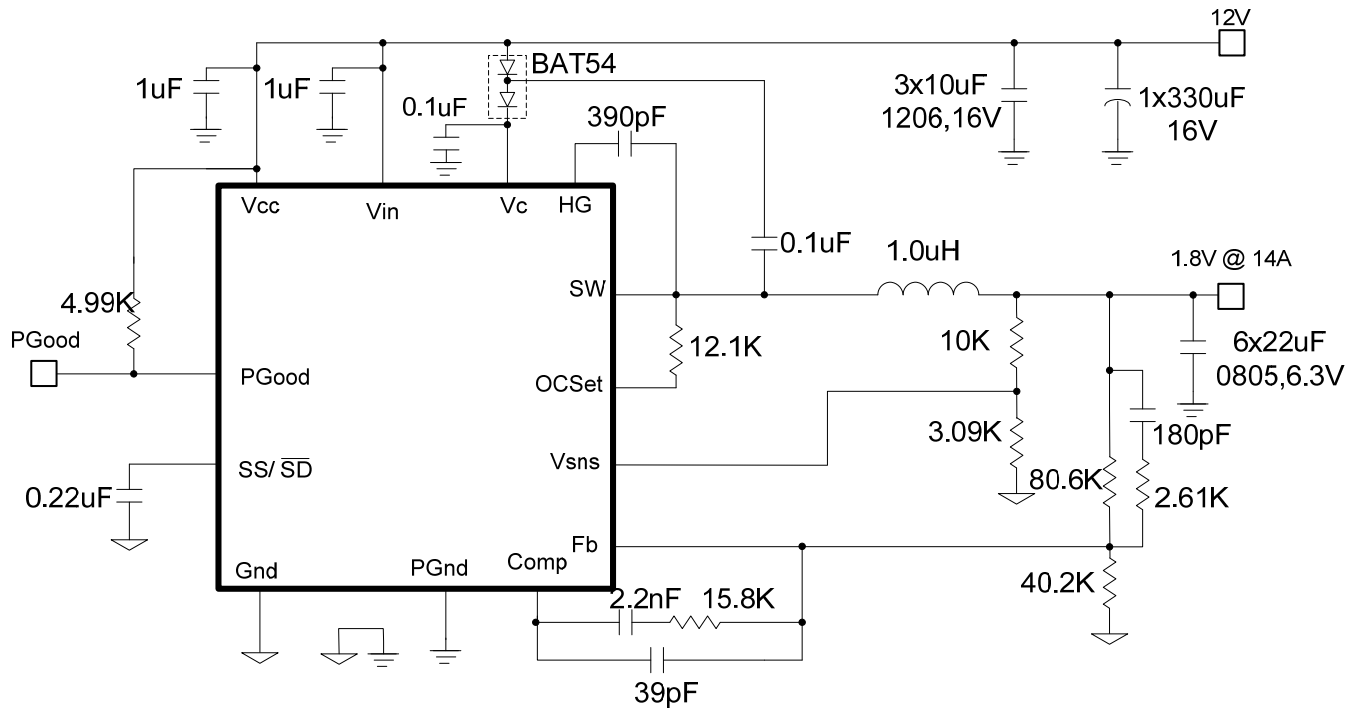 12V
BAT54
1uF
1uF
0.1uF
390pF
3x10uF
1206,16V
1x330uF
16V
Vcc
Vin
Vc
HG
0.1uF
1.0uH
1.8V @ 14A
SW
4.99K
12.1K
10K
6x22uF
0805,6.3V
PGood
PGood
OCSet
3.09K
180pF
Vsns
SS/ SD
80.6K
2.61K
0.22uF
Fb
Comp
Gnd
PGnd
40.2K
2.2nF
15.8K
39pF